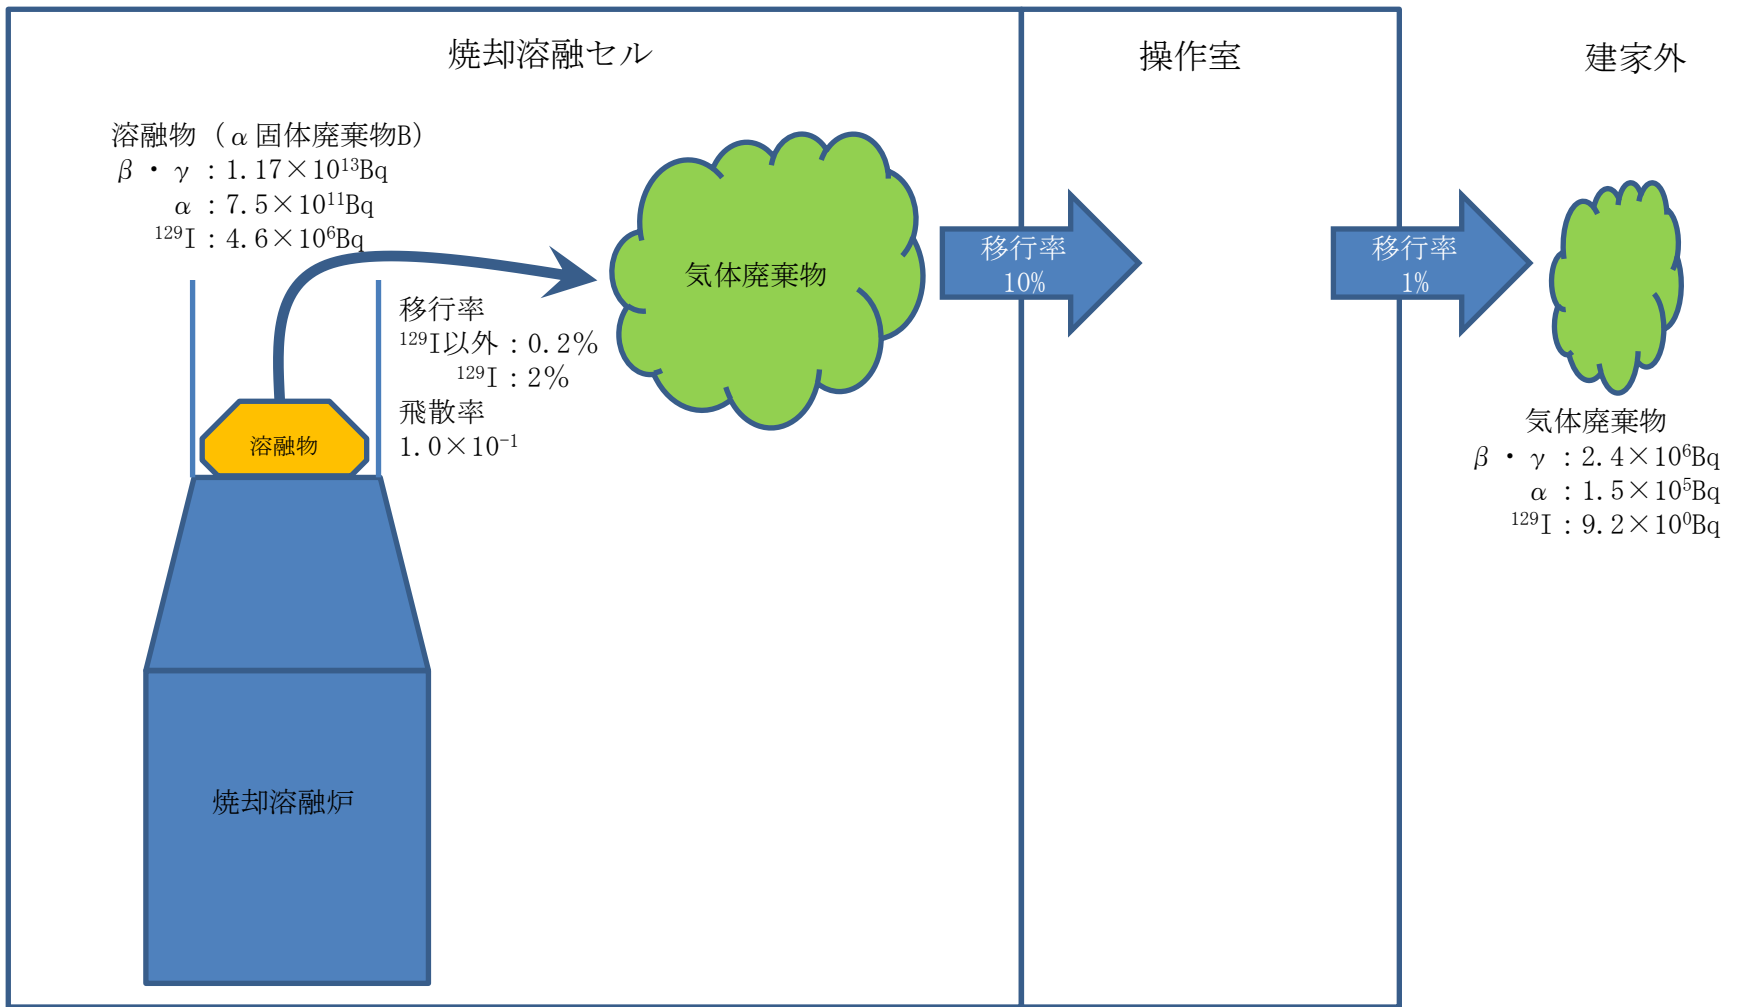 焼却溶融セル
操作室
建家外
溶融物（α固体廃棄物B）
β・γ：1.17×10¹³Bq
α：7.5×10¹¹Bq
¹²⁹I：4.6×10⁶Bq
気体廃棄物
移行率
10%
移行率
1%
移行率
¹²⁹I以外：0.2%
¹²⁹I：2%
飛散率
1.0×10⁻¹
溶融物
気体廃棄物
β・γ：2.4×10⁶Bq
α：1.5×10⁵Bq
¹²⁹I：9.2×10⁰Bq
焼却溶融炉